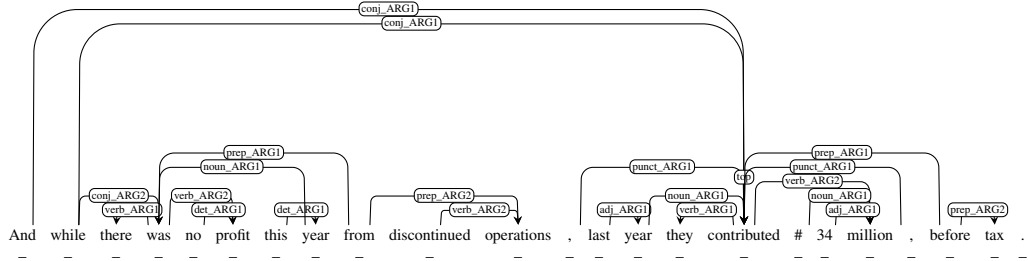 conj_ARG1
conj_ARG1
prep_ARG1 prep_ARG1
noun_ARG1 punct_ARG1 punct_ARG1
top
verb_ARG2
conj_ARG2 verb_ARG2 prep_ARG2 noun_ARG1 noun_ARG1
verb_ARG1 det_ARG1 det_ARG1 verb_ARG2 adj_ARG1 verb_ARG1 adj_ARG1 prep_ARG2
And while there was no profit this year from discontinued operations , last year they contributed # 34 million , before tax .
_ _ _ _ _ _ _ _ _ _ _ _ _ _ _ _ _ _ _ _ _ _ _